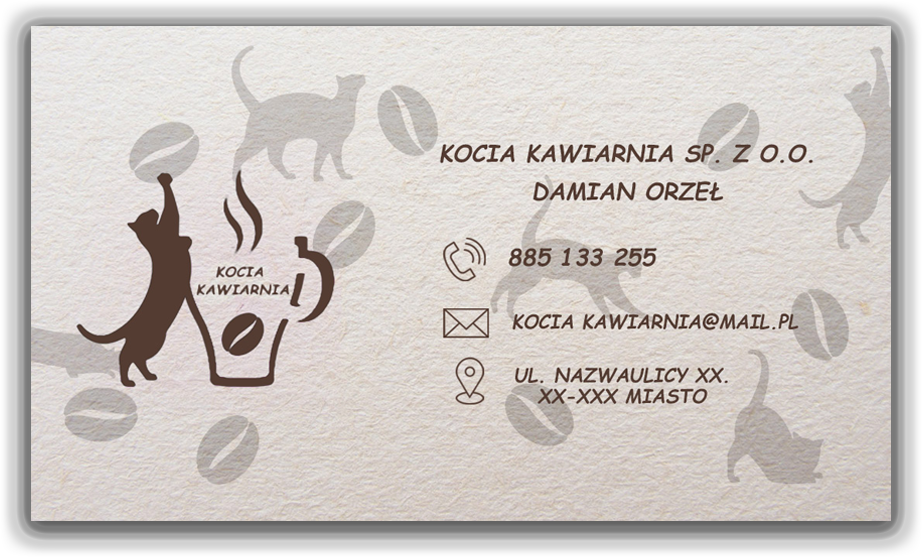 KOCIA
KAWIARNIA
KOCIA KAWIARNIA SP. Z O.O.
DAMIAN ORZEŁ
885 133 255
KOCIA KAWIARNIA@MAIL.PL
UL. NAZWAULICY XX.
XX-XXX MIASTO